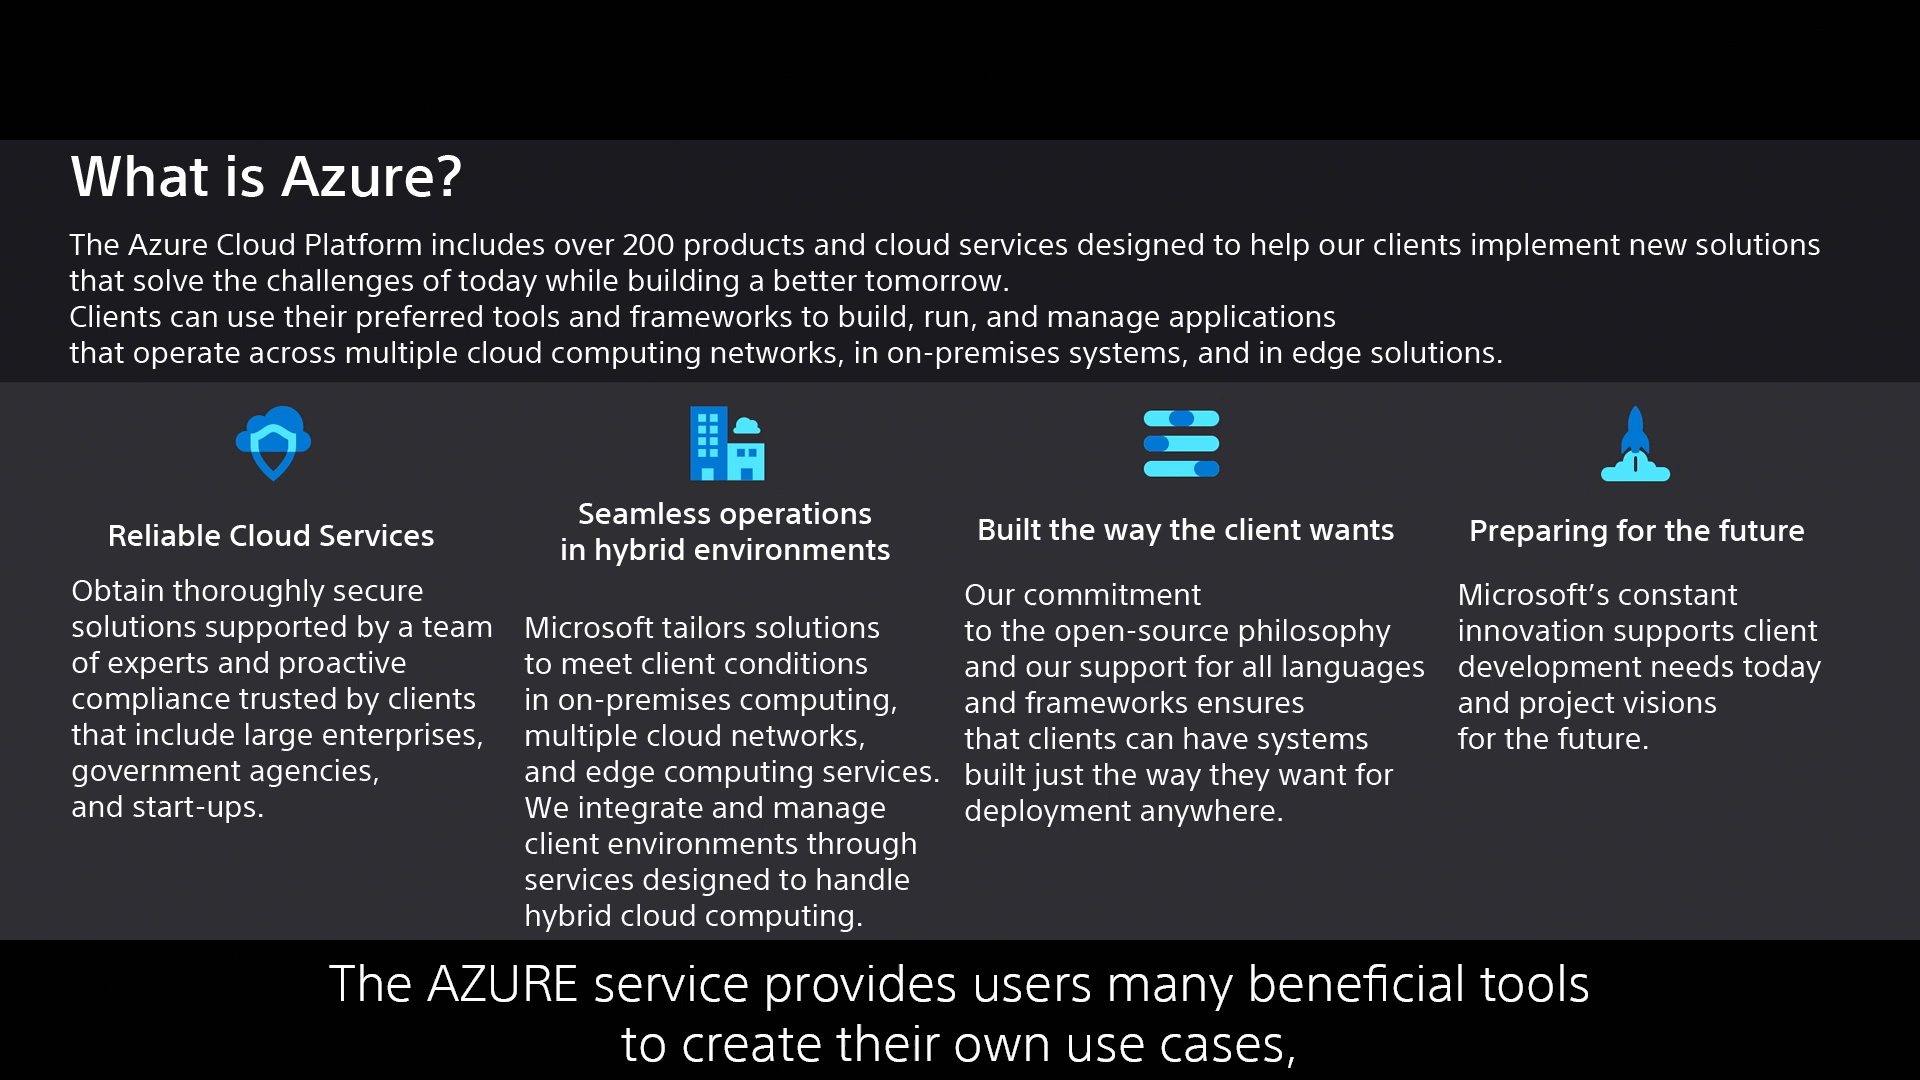 What is Azure?
The Azure Cloud Platform includes over 200 products and cloud services designed to help our clients implement new solutions
that solve the challenges of today while building a better tomorrow.
Clients can use their preferred tools and frameworks to build, run, and manage applications
that operate across multiple cloud computing networks, in on-premises systems, and in edge solutions.
Reliable Cloud Services
Obtain thoroughly secure
solutions supported by a team
of experts and proactive
compliance trusted by clients
that include large enterprises,
government agencies,
and start-ups.
Seamless operations
in hybrid environments
Microsoft tailors solutions
to meet client conditions
in on-premises computing,
multiple cloud networks,
and edge computing services.
We integrate and manage
client environments through
services designed to handle
hybrid cloud computing.
Built the way the client wants
Our commitment
to the open-source philosophy
and our support for all languages
and frameworks ensures
that clients can have systems
built just the way they want for
deployment anywhere.
Preparing for the future
Microsoft’s constant
innovation supports client
development needs today
and project visions
for the future.
The AZURE service provides users many beneficial tools
to create their own use cases,